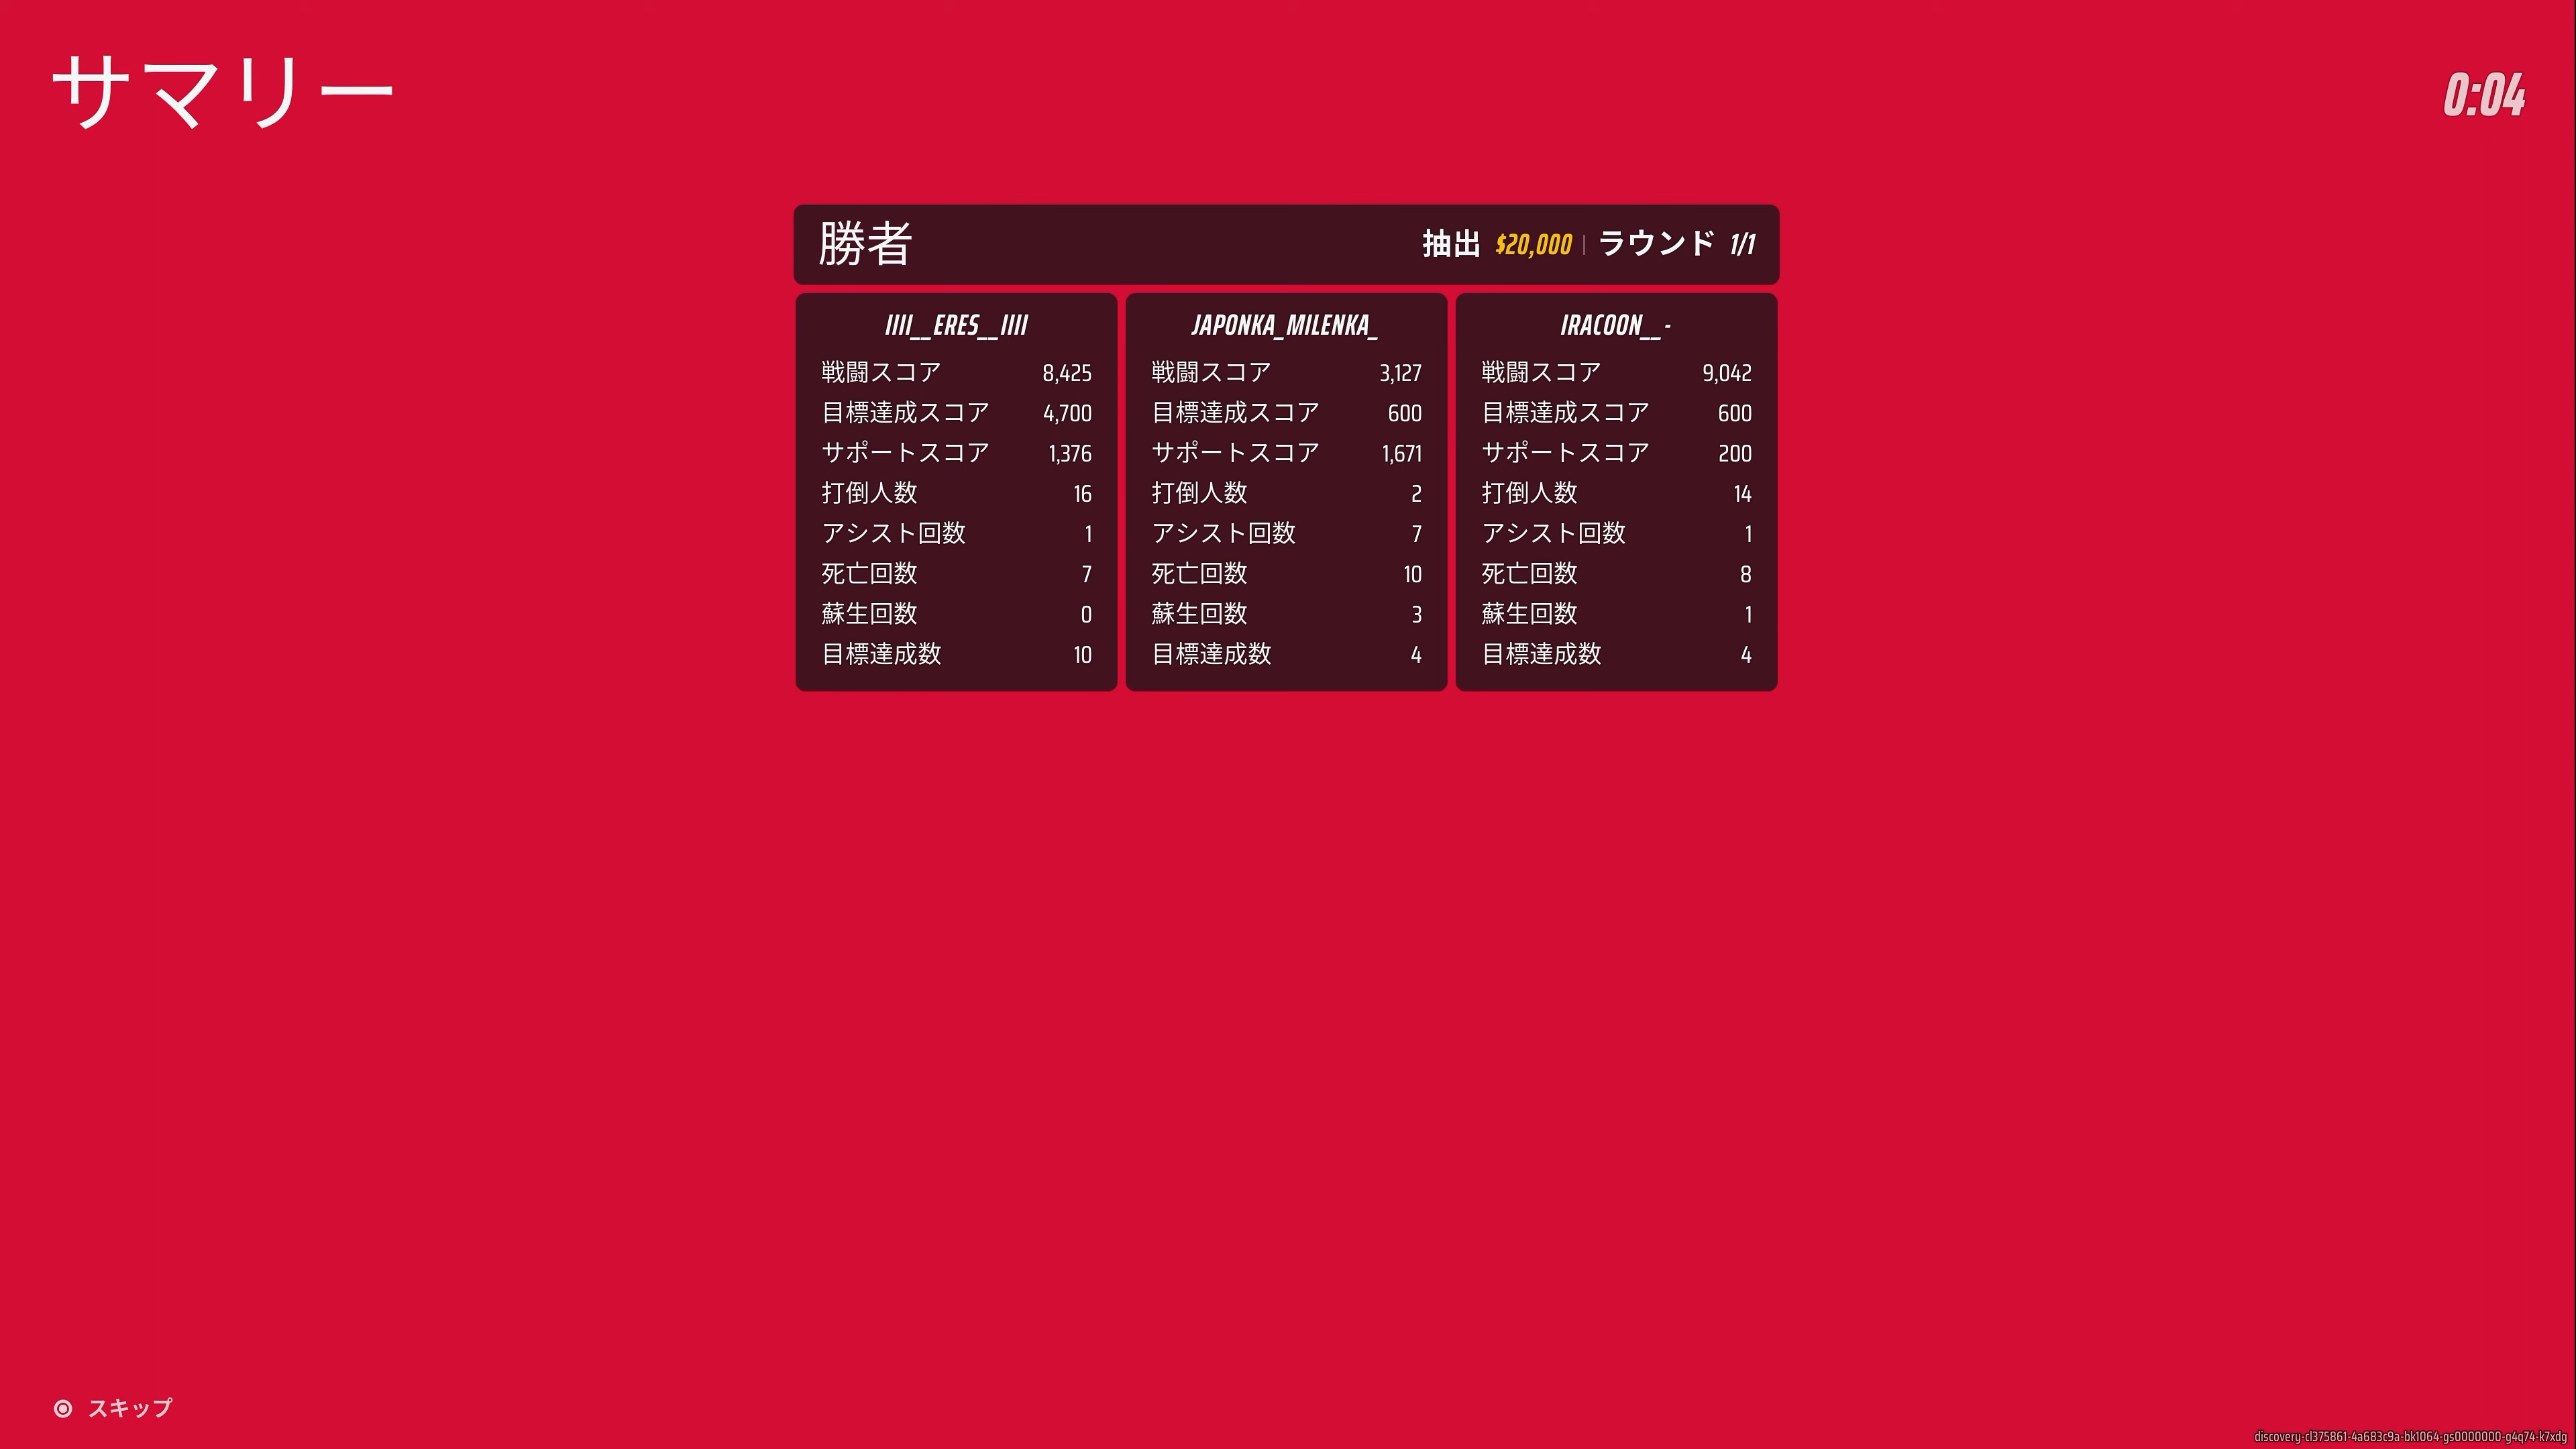 サマリー
0:04
勝者 抽出 $20,000 | ラウンド 1/1
IIII__ERES__IIII
戦闘スコア 8,425
目標達成スコア 4,700
サポートスコア 1,376
打倒人数 16
アシスト回数 1
死亡回数 7
蘇生回数 0
目標達成数 10
JAPONKA_MILENKA_
戦闘スコア 3,127
目標達成スコア 600
サポートスコア 1,671
打倒人数 2
アシスト回数 7
死亡回数 10
蘇生回数 3
目標達成数 4
IRACOON__-
戦闘スコア 9,042
目標達成スコア 600
サポートスコア 200
打倒人数 14
アシスト回数 1
死亡回数 8
蘇生回数 1
目標達成数 4
スキップ
discovery-cl375861-4a683c9a-bk1064-gs0000000-g4q74-k7xdg